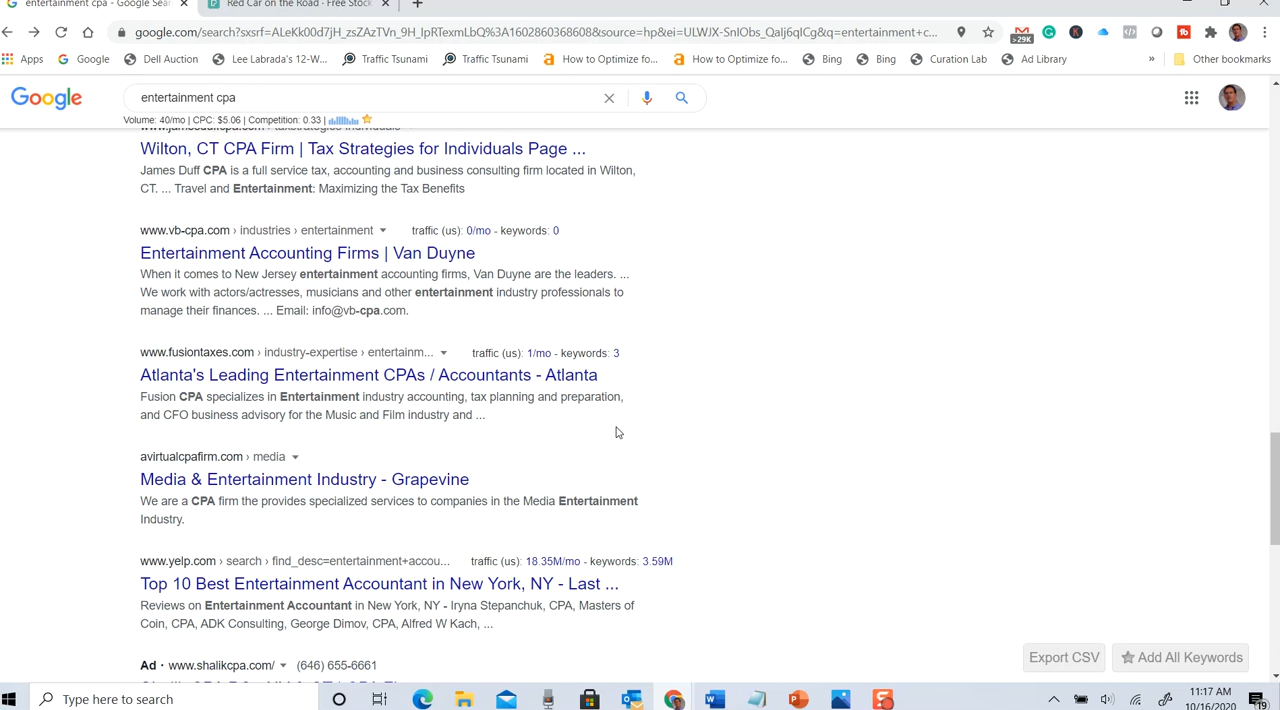 entertainment cpa - Google Sear
Red Car on the Road · Free Stock
google.com/search?sxsrf=ALeKk00d7jH_zsZAzTVn_9H_IpRTexmLbQ%3A1602860368608&source=hp&ei=ULWJX-SnIObs_QaIj6qICg&q=entertainment+c...
>29K
Apps Google Dell Auction Lee Labrada's 12-W... Traffic Tsunami Traffic Tsunami How to Optimize fo... How to Optimize fo... Bing Bing Curation Lab Ad Library » Other bookmarks
Google
entertainment cpa
Volume: 40/mo | CPC: $5.06 | Competition: 0.33 |
Wilton, CT CPA Firm | Tax Strategies for Individuals Page ...
James Duff CPA is a full service tax, accounting and business consulting firm located in Wilton,
CT. ... Travel and Entertainment: Maximizing the Tax Benefits
www.vb-cpa.com › industries › entertainment traffic (us): 0/mo - keywords: 0
Entertainment Accounting Firms | Van Duyne
When it comes to New Jersey entertainment accounting firms, Van Duyne are the leaders. ...
We work with actors/actresses, musicians and other entertainment industry professionals to
manage their finances. ... Email: info@vb-cpa.com.
www.fusiontaxes.com › industry-expertise › entertainm... traffic (us): 1/mo - keywords: 3
Atlanta's Leading Entertainment CPAs / Accountants - Atlanta
Fusion CPA specializes in Entertainment industry accounting, tax planning and preparation,
and CFO business advisory for the Music and Film industry and ...
avirtualcpafirm.com › media
Media & Entertainment Industry - Grapevine
We are a CPA firm the provides specialized services to companies in the Media Entertainment
Industry.
www.yelp.com › search › find_desc=entertainment+accou... traffic (us): 18.35M/mo - keywords: 3.59M
Top 10 Best Entertainment Accountant in New York, NY - Last ...
Reviews on Entertainment Accountant in New York, NY - Iryna Stepanchuk, CPA, Masters of
Coin, CPA, ADK Consulting, George Dimov, CPA, Alfred W Kach, ...
Export CSV Add All Keywords
Ad · www.shalikcpa.com/ (646) 655-6661
Type here to search
11:17 AM
10/16/2020
19